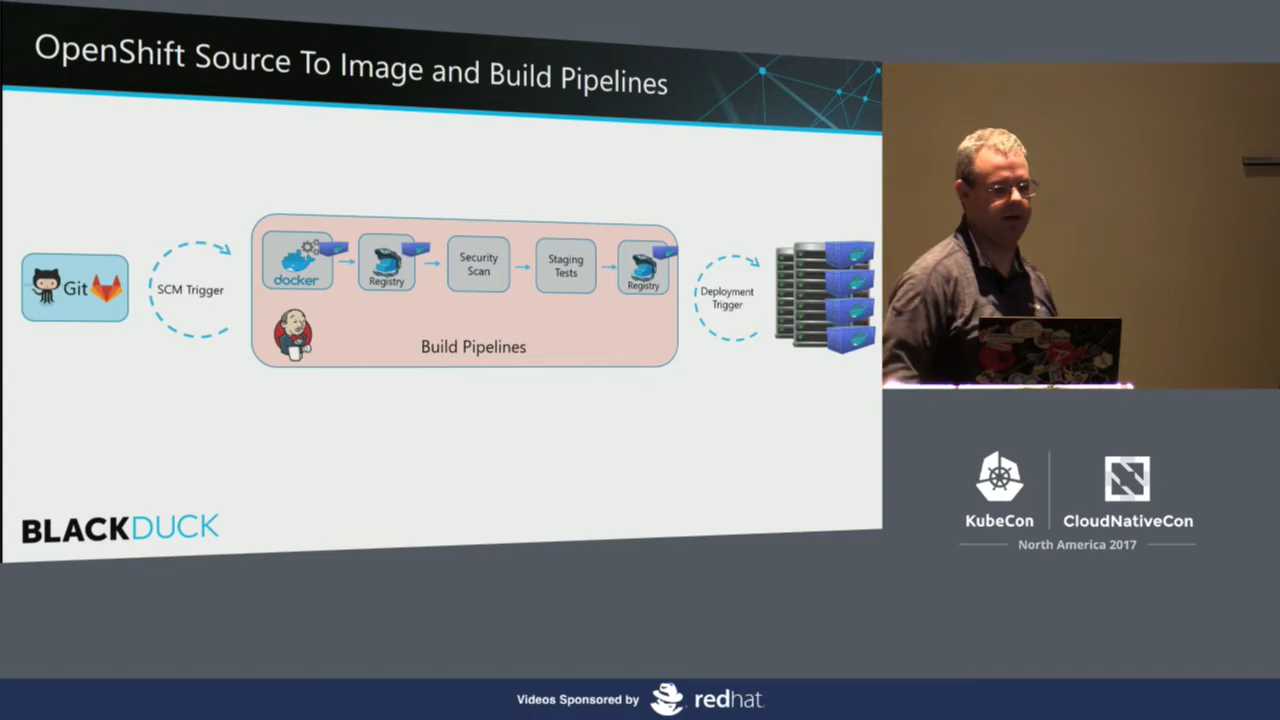 OpenShift Source To Image and Build Pipelines
Git
SCM Trigger
docker
Registry
Security
Scan
Staging
Tests
Registry
Build Pipelines
Deployment
Trigger
BLACKDUCK
KubeCon
CloudNativeCon
North America 2017
Videos Sponsored by
redhat